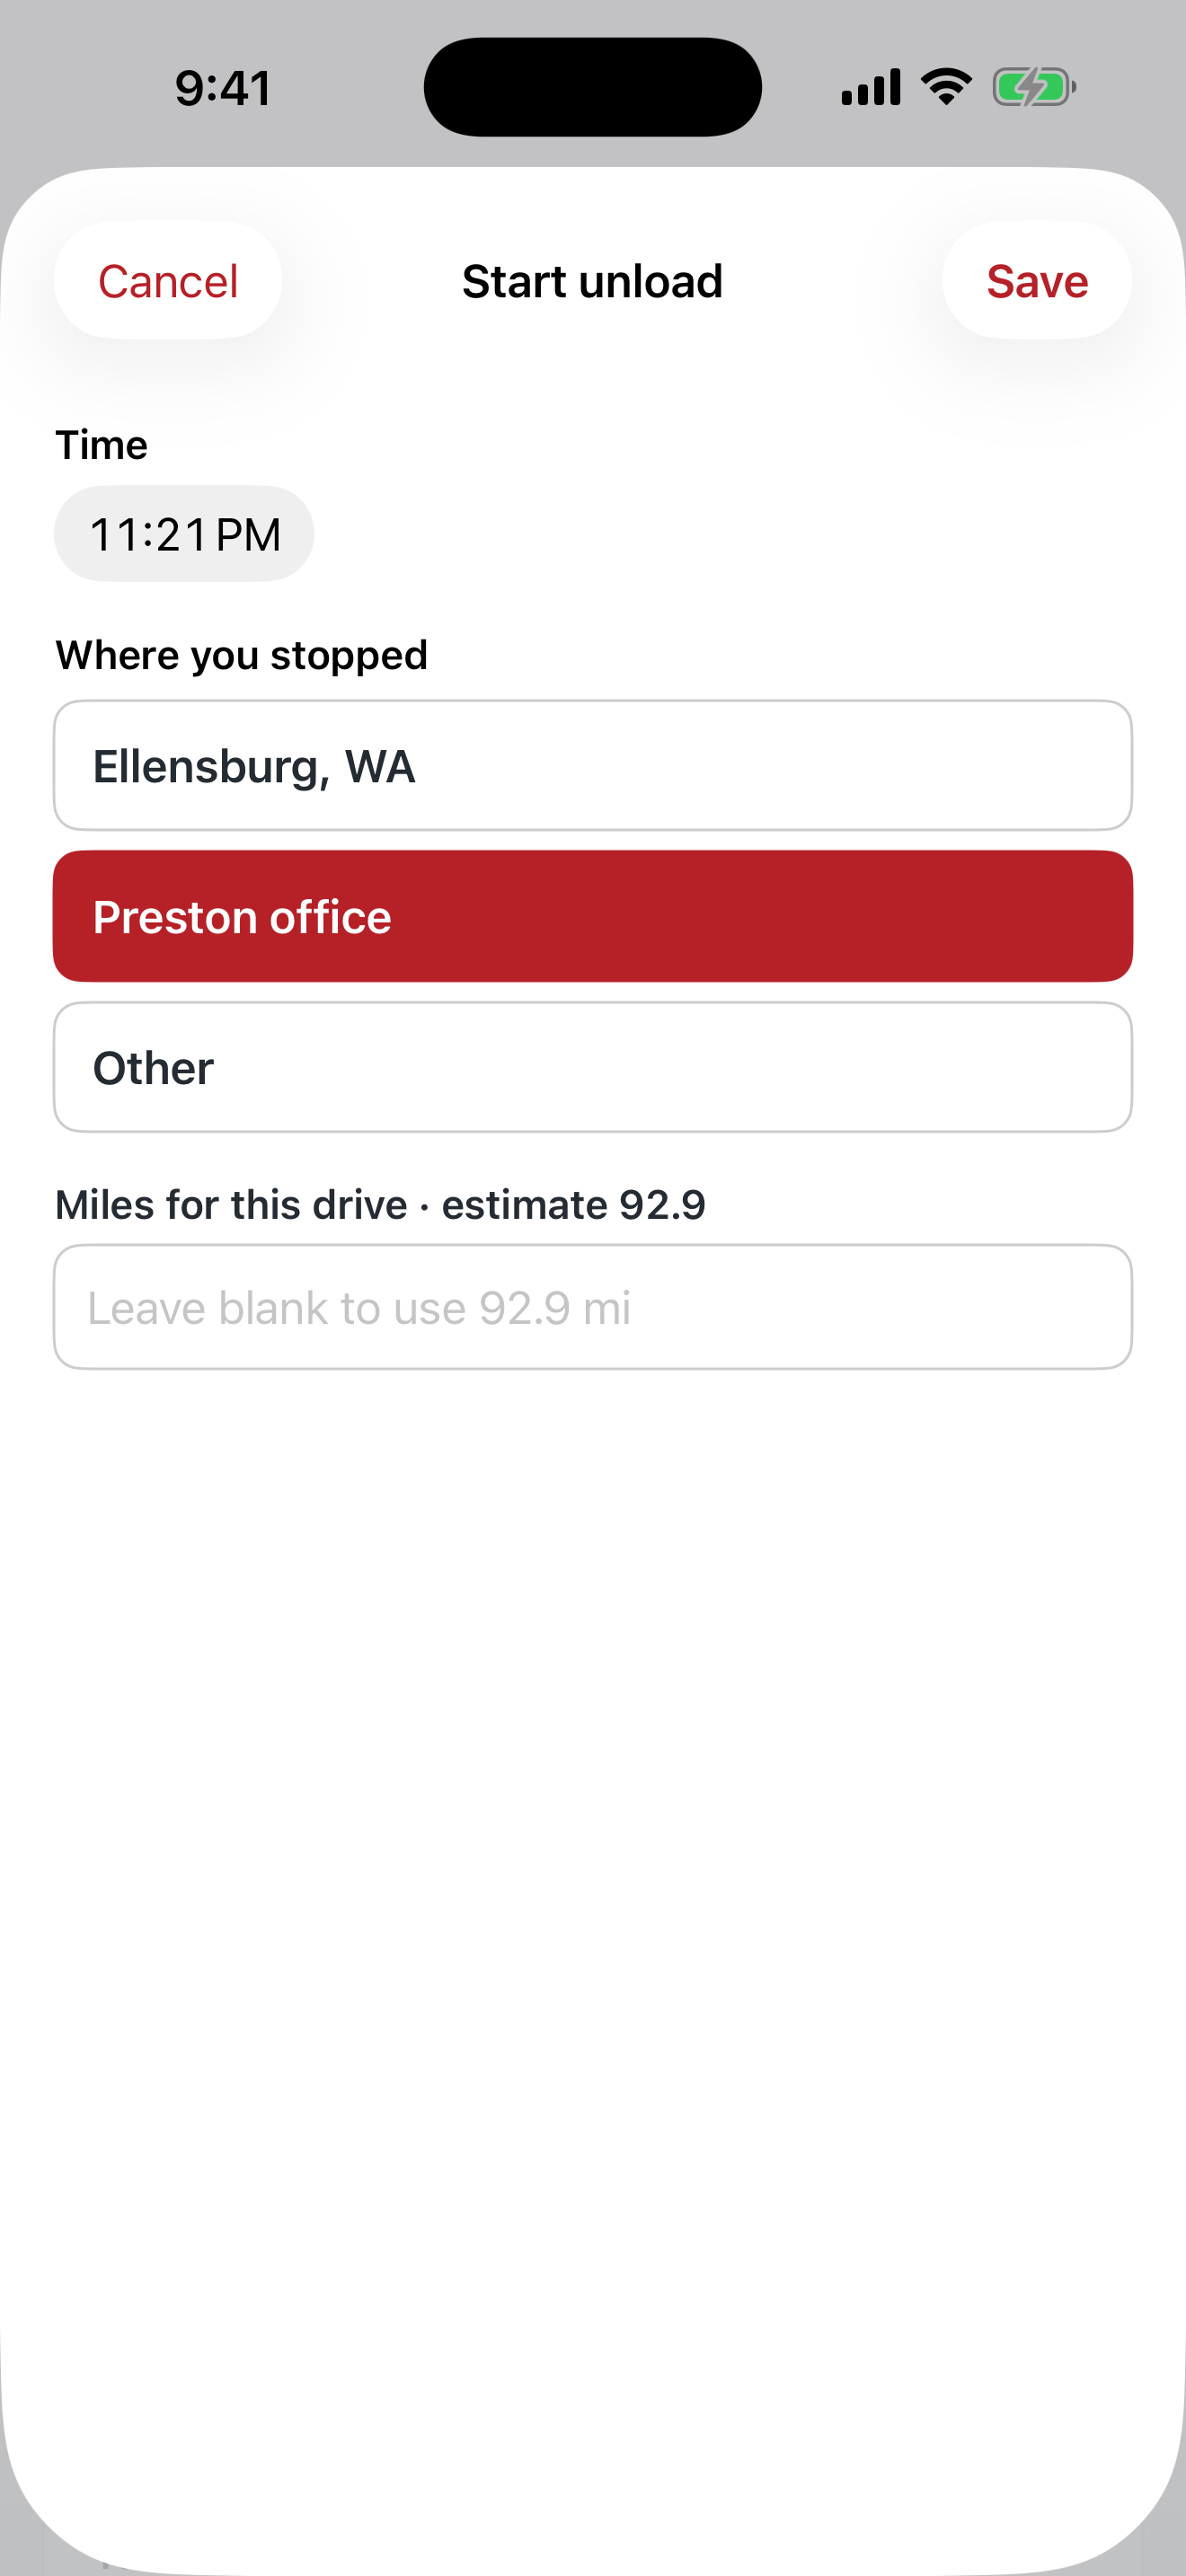 9:41
Cancel
Start unload
Save
Time
11:21 PM
Where you stopped
Ellensburg, WA
Preston office
Other
Miles for this drive · estimate 92.9
Leave blank to use 92.9 mi